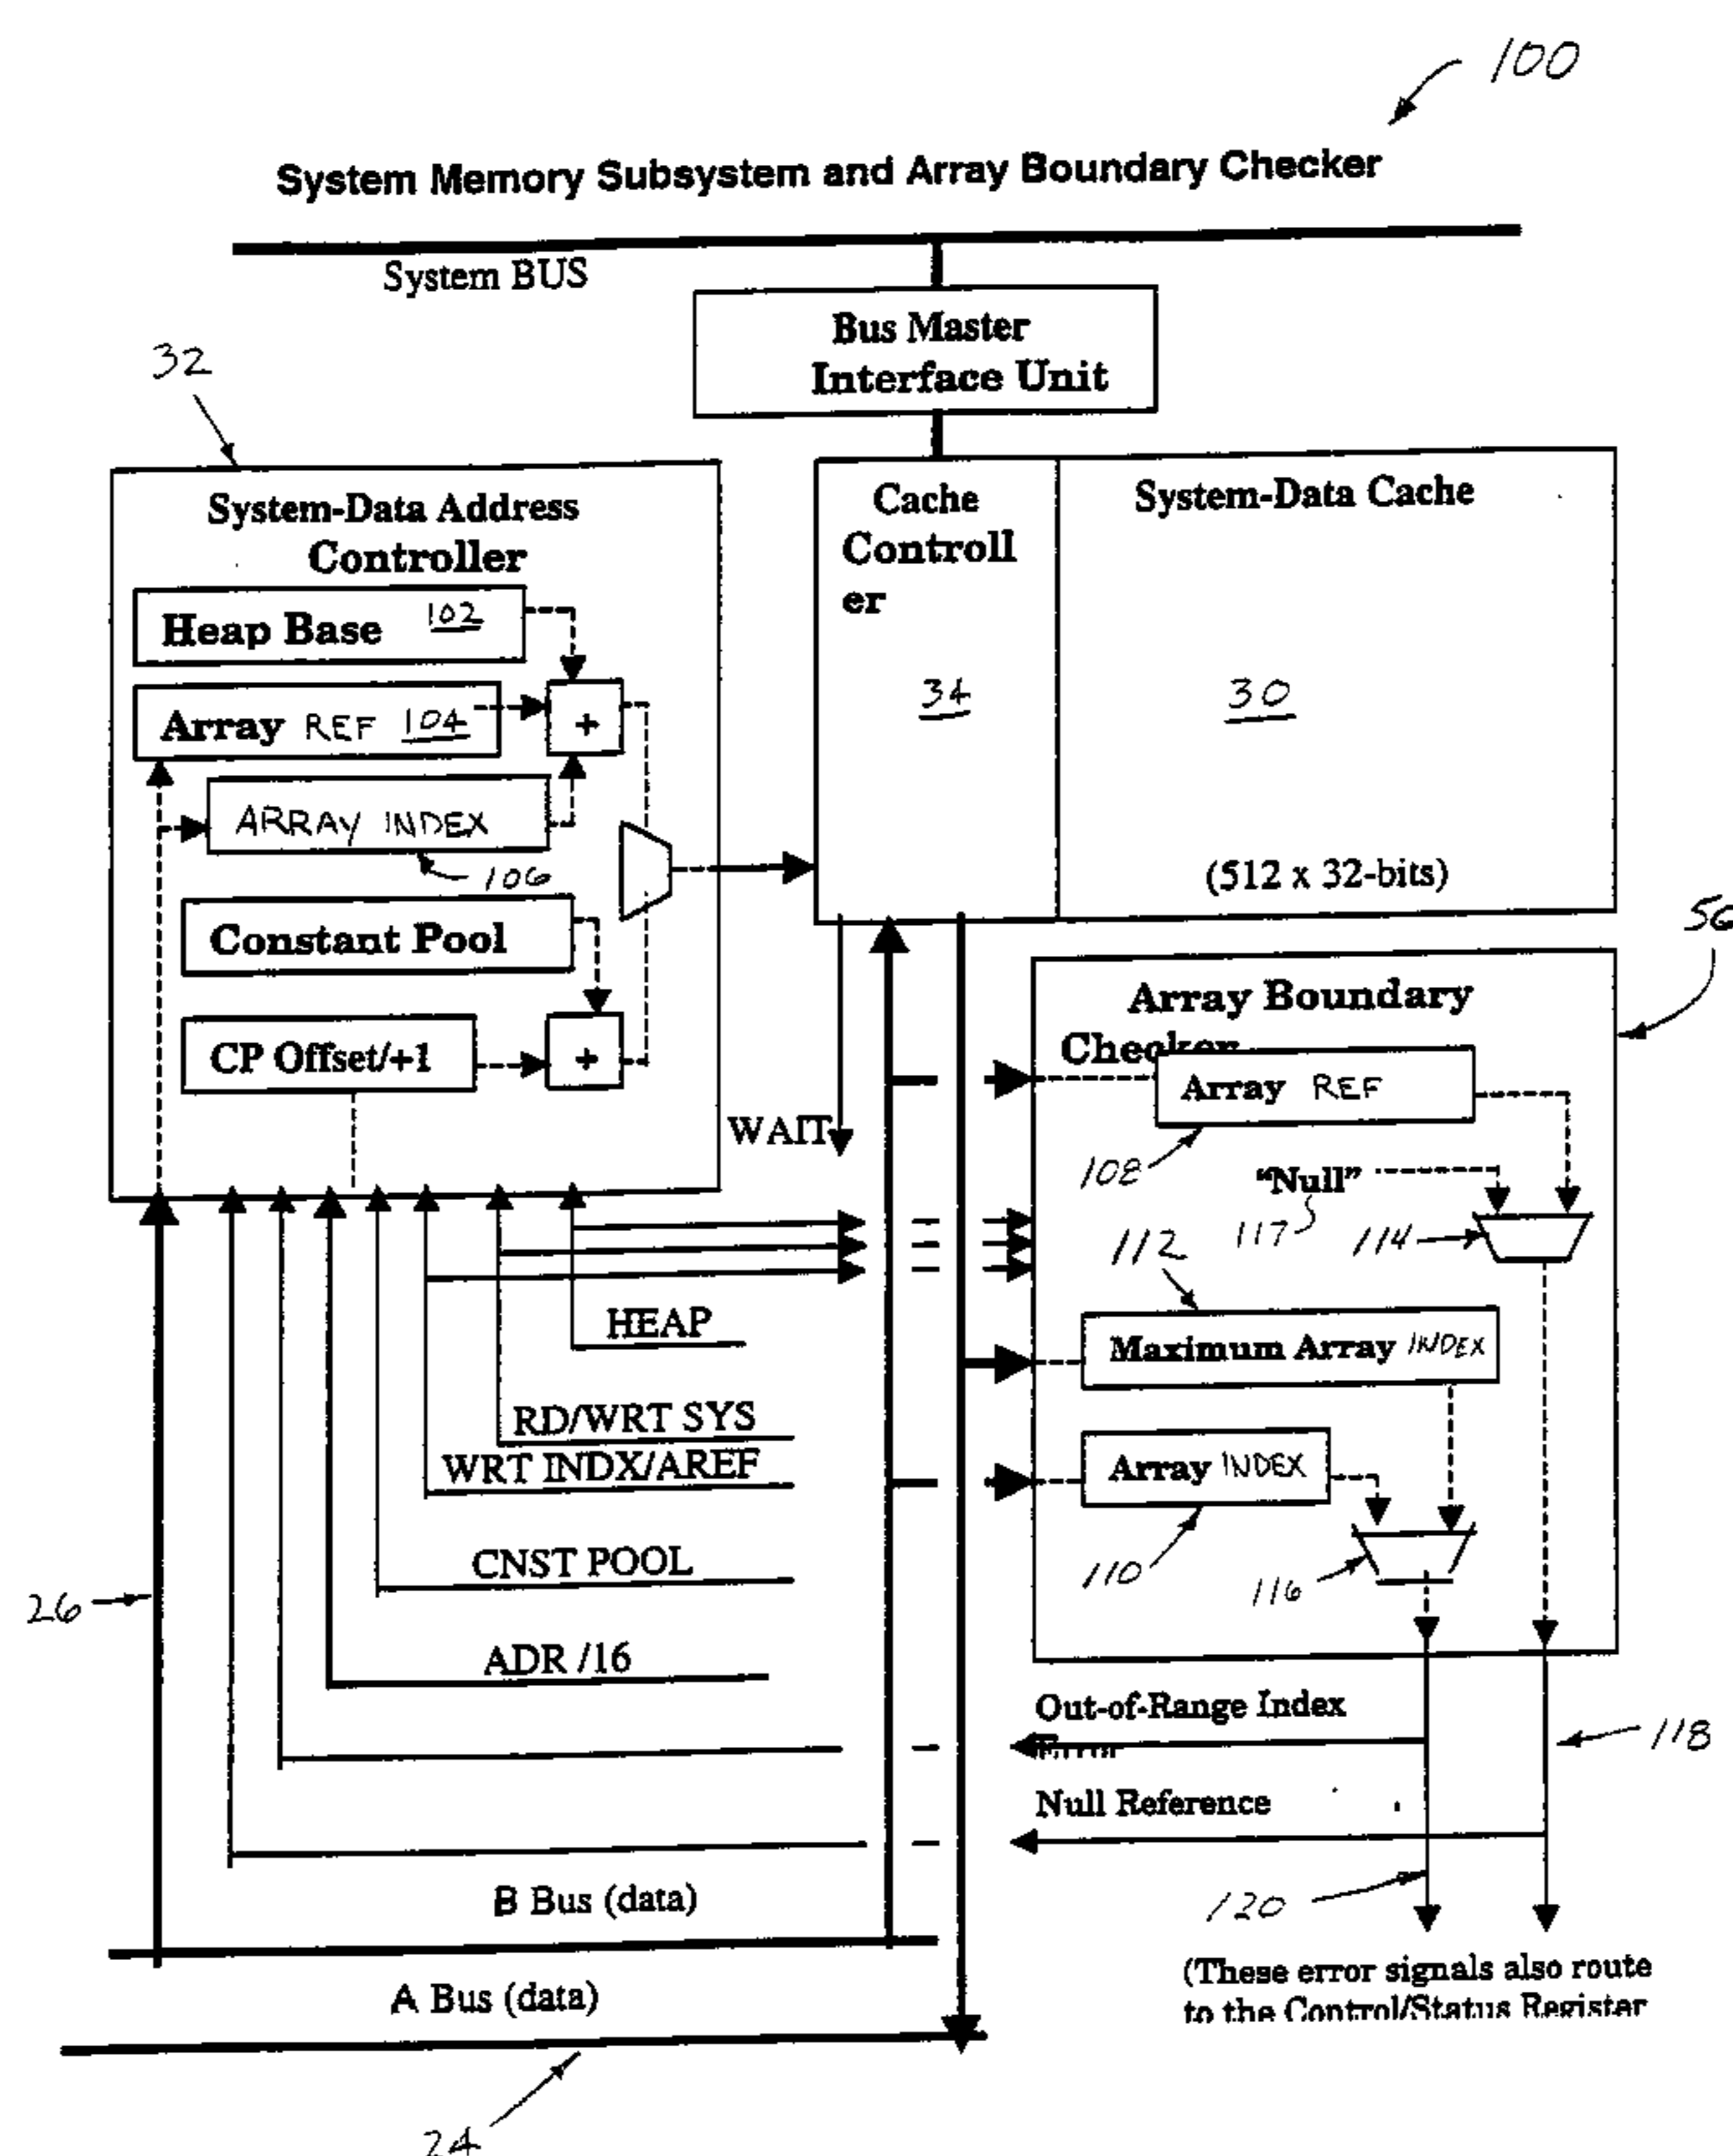 100
System Memory Subsystem and Array Boundary Checker
System BUS
Bus Master
Interface Unit
32
System-Data Address
Controller
Heap Base 102
Array REF 104
ARRAY INDEX
106
Constant Pool
CP Offset/+1
+
+
Cache
Controll
er
34
System-Data Cache
30
(512 x 32-bits)
56
Array Boundary
Checker
Array REF
108
"Null"
117
114
112
Maximum Array INDEX
Array INDEX
110
116
WAIT
HEAP
RD/WRT SYS
WRT INDX/AREF
CNST POOL
26
ADR /16
Out-of-Range Index
Error
118
Null Reference
120
B Bus (data)
A Bus (data)
24
(These error signals also route
to the Control/Status Register